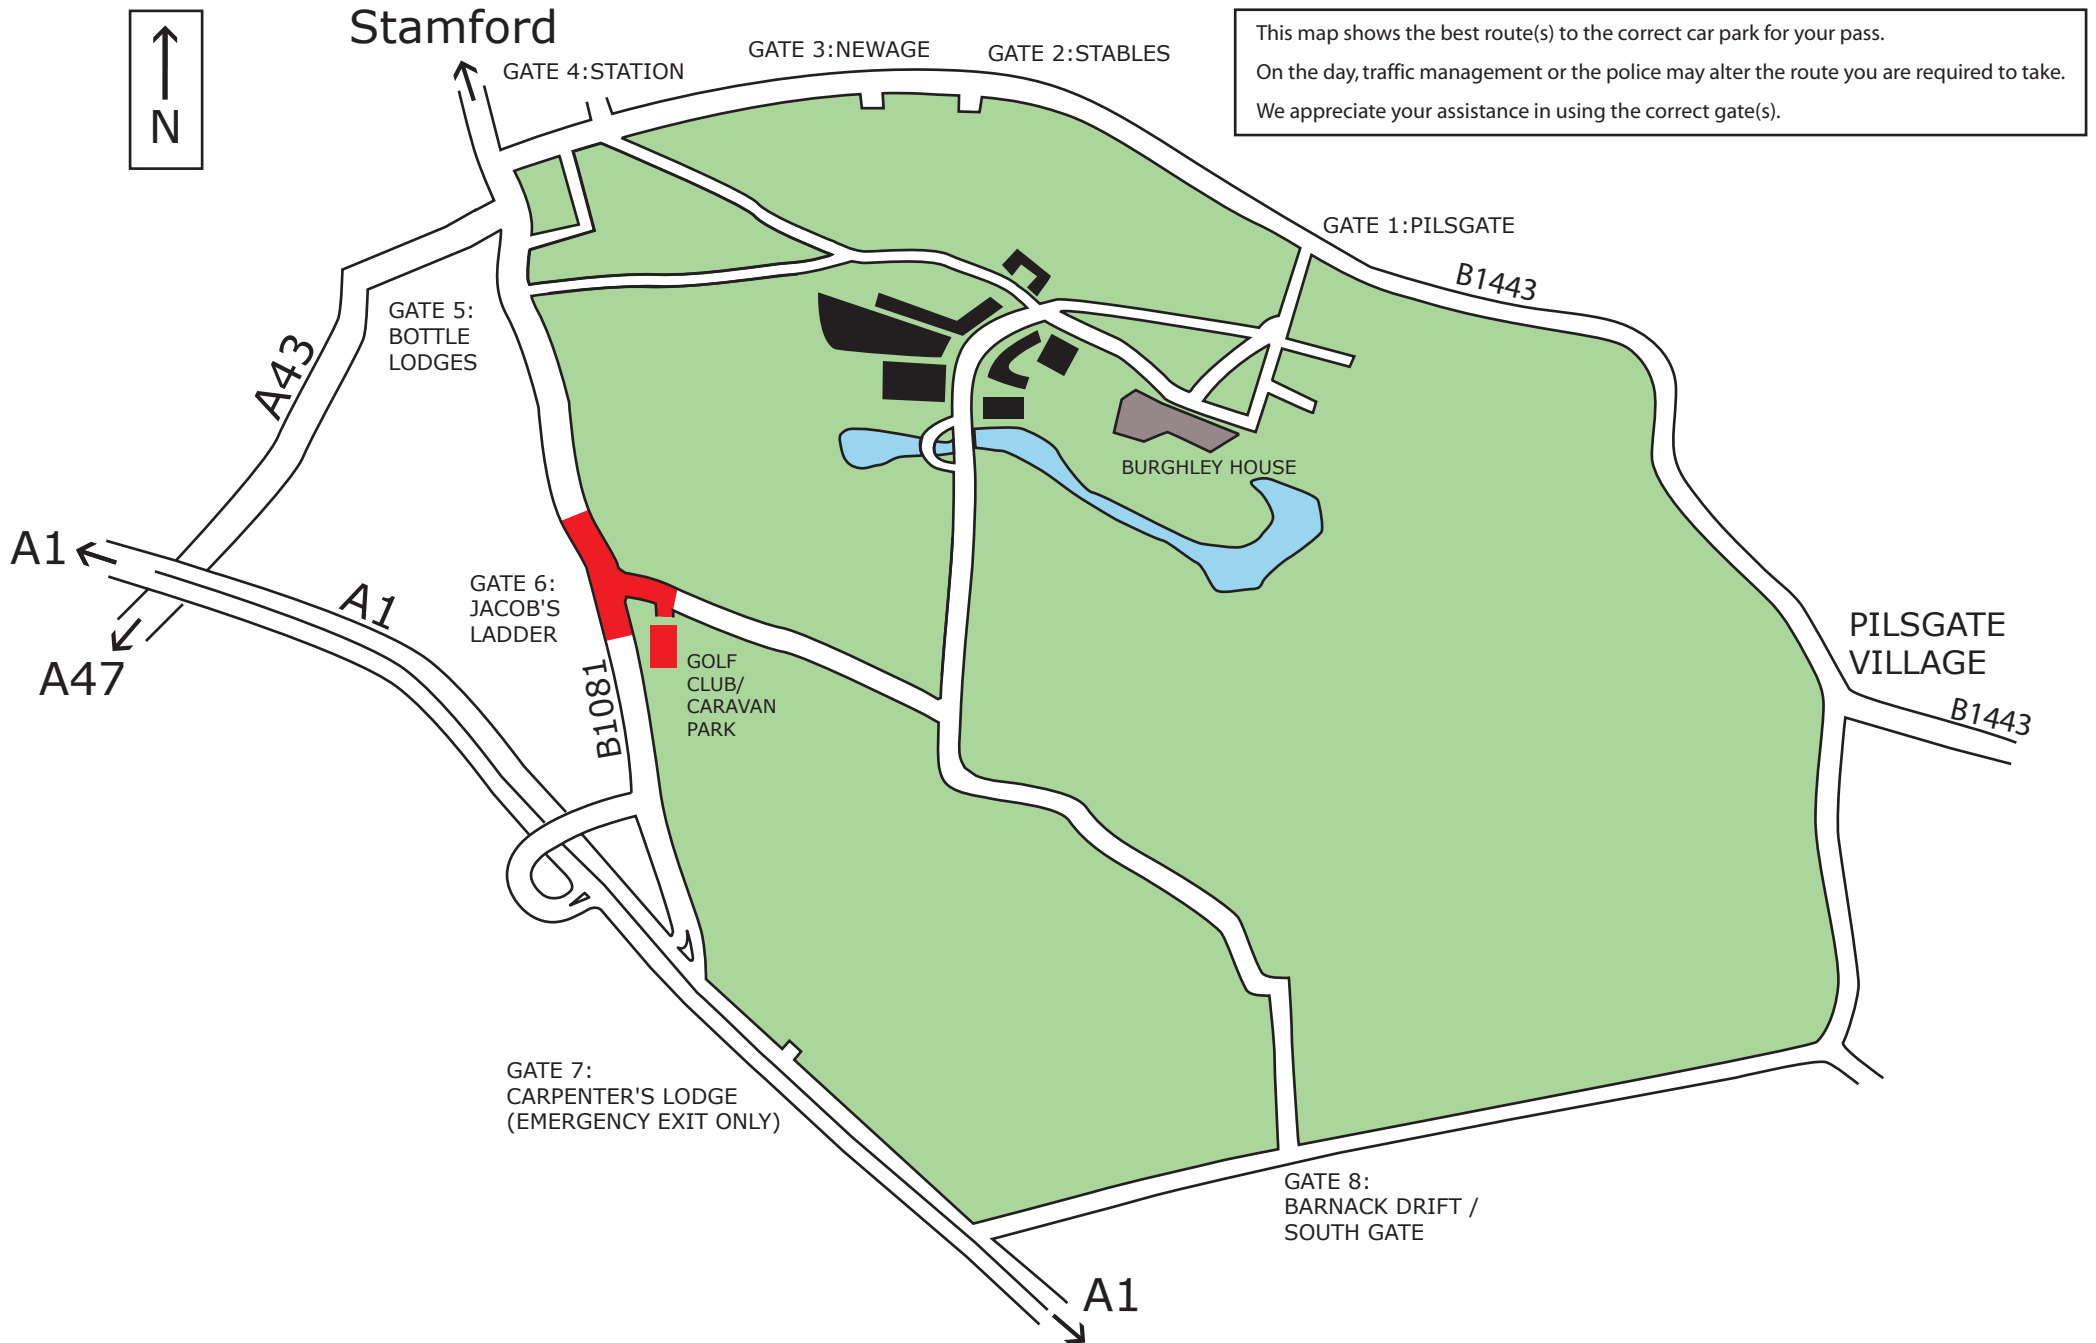 Stamford
N
GATE 4:STATION
GATE 3:NEWAGE
GATE 2:STABLES
This map shows the best route(s) to the correct car park for your pass.
On the day, traffic management or the police may alter the route you are required to take.
We appreciate your assistance in using the correct gate(s).
GATE 1:PILSGATE
B1443
GATE 5:
BOTTLE
LODGES
A43
BURGHLEY HOUSE
A1
A1
GATE 6:
JACOB'S
LADDER
A47
B1081
GOLF
CLUB/
CARAVAN
PARK
PILSGATE
VILLAGE
B1443
GATE 7:
CARPENTER'S LODGE
(EMERGENCY EXIT ONLY)
GATE 8:
BARNACK DRIFT /
SOUTH GATE
A1